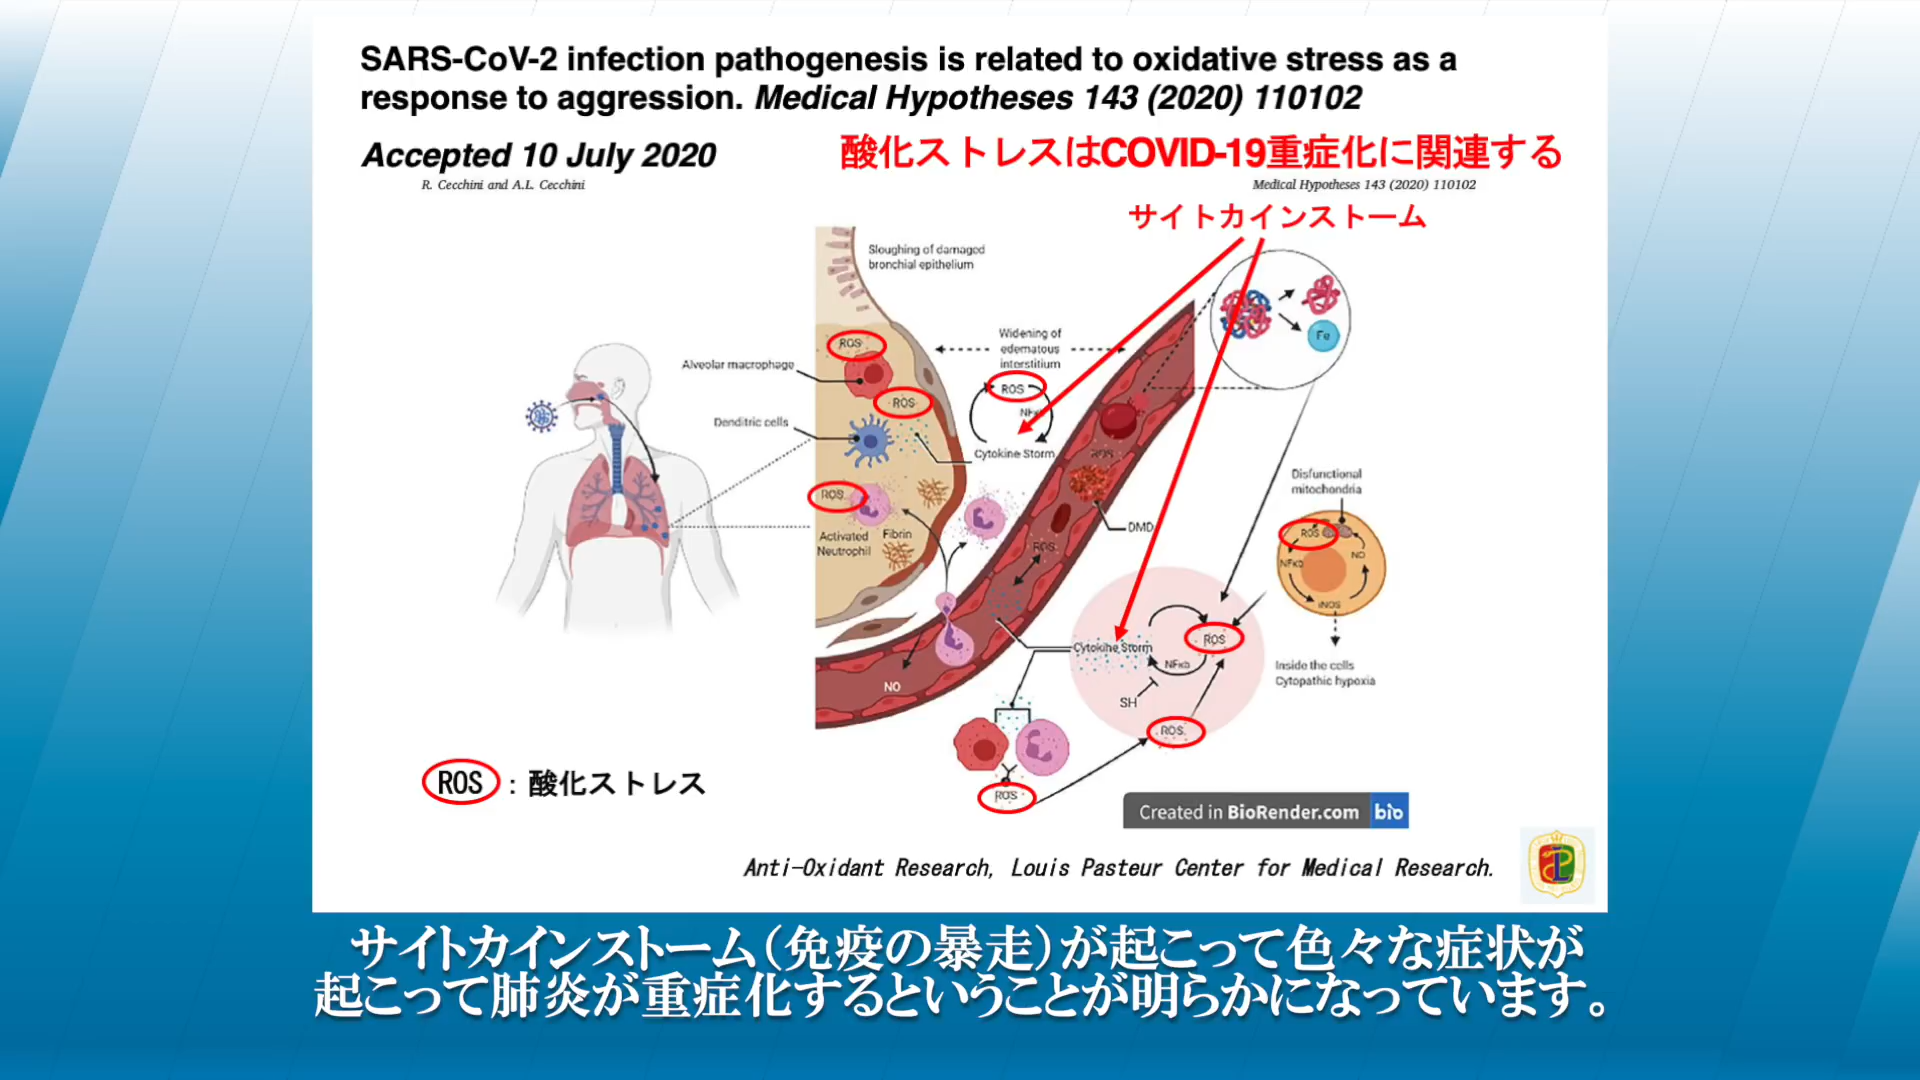 SARS-CoV-2 infection pathogenesis is related to oxidative stress as a
response to aggression. Medical Hypotheses 143 (2020) 110102
Accepted 10 July 2020
酸化ストレスはCOVID-19重症化に関連する
R. Cecchini and A.L. Cecchini
Medical Hypotheses 143 (2020) 110102
サイトカインストーム
Sloughing of damaged
bronchial epithelium
Widening of
edematous
interstitium
Fe
ROS
Alveolar macrophage
ROS
ROS
NFκ
Denditric cells
Cytokine Storm
ROS
Disfunctional
mitochondria
ROS
Activated
Neutrophil
Fibrin
DMD
ROS
ROS
NO
NFκb
iNOS
Cytokine Storm
ROS
NFκb
SH
Inside the cells
Cytopathic hypoxia
NO
ROS
ROS
ROS : 酸化ストレス
Created in BioRender.com bio
Anti-Oxidant Research, Louis Pasteur Center for Medical Research.
サイトカインストーム(免疫の暴走)が起こって色々な症状が
起こって肺炎が重症化するということが明らかになっています。